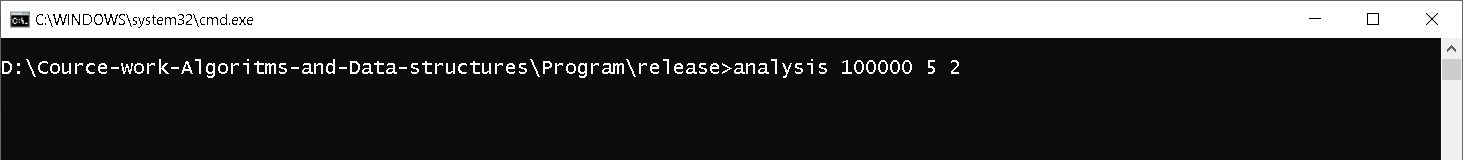 C:\WINDOWS\system32\cmd.exe
D:\Cource-work-Algoritms-and-Data-structures\Program\release>analysis 100000 5 2